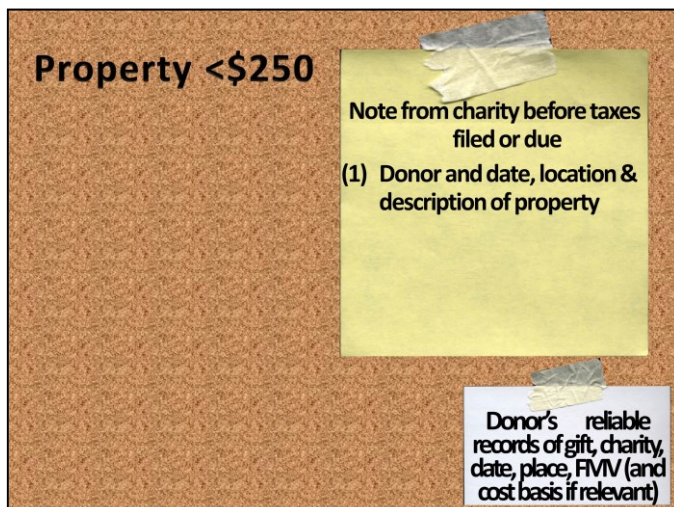 Property <$250
Note from charity before taxes
filed or due
(1) Donor and date, location &
description of property
Donor's reliable
records of gift, charity,
date, place, FMV (and
cost basis if relevant)